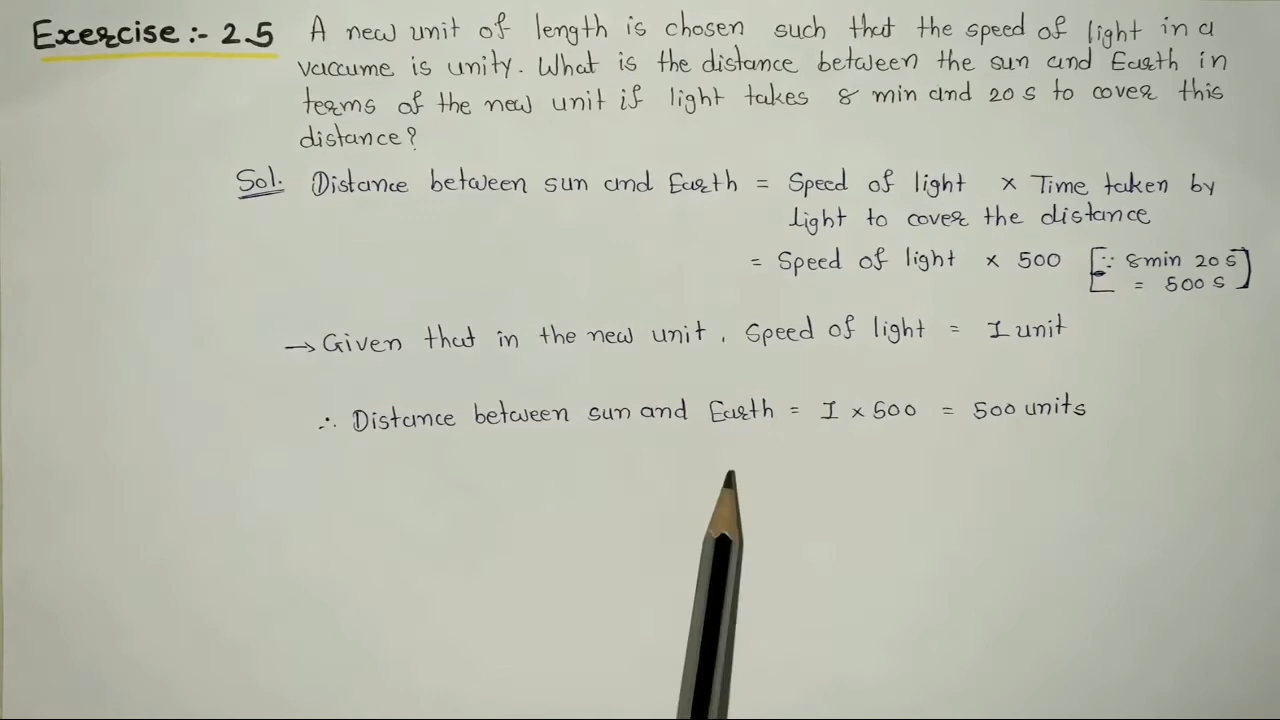 Exercise :- 2.5 A new unit of length is chosen such that the speed of light in a
vaccume is unity. What is the distance between the sun and Earth in
terms of the new unit if light takes 8 min and 20 s to cover this
distance?
Sol. Distance between sun and Earth = Speed of light × Time taken by
light to cover the distance
= Speed of light × 500 [∵ 8min 20 s
= 500 s]
→ Given that in the new unit, Speed of light = 1 unit
∴ Distance between sun and Earth = 1 × 500 = 500 units